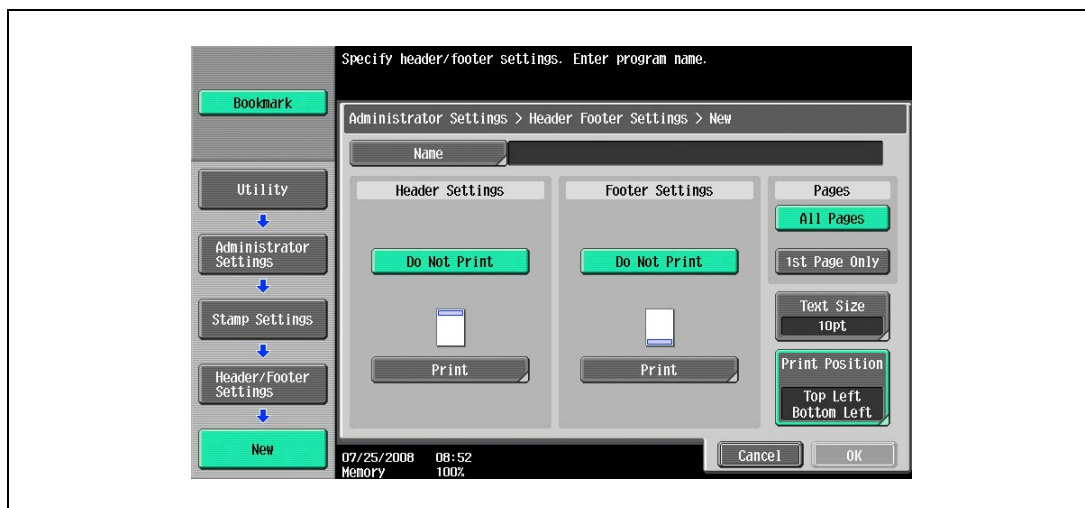 Specify header/footer settings. Enter program name.
Bookmark
Administrator Settings > Header Footer Settings > New
Name
Utility
Administrator
Settings
Stamp Settings
Header/Footer
Settings
New
Header Settings
Do Not Print
Print
Footer Settings
Do Not Print
Print
Pages
All Pages
1st Page Only
Text Size
10pt
Print Position
Top Left
Bottom Left
07/25/2008 08:52
Memory 100%
Cancel
OK